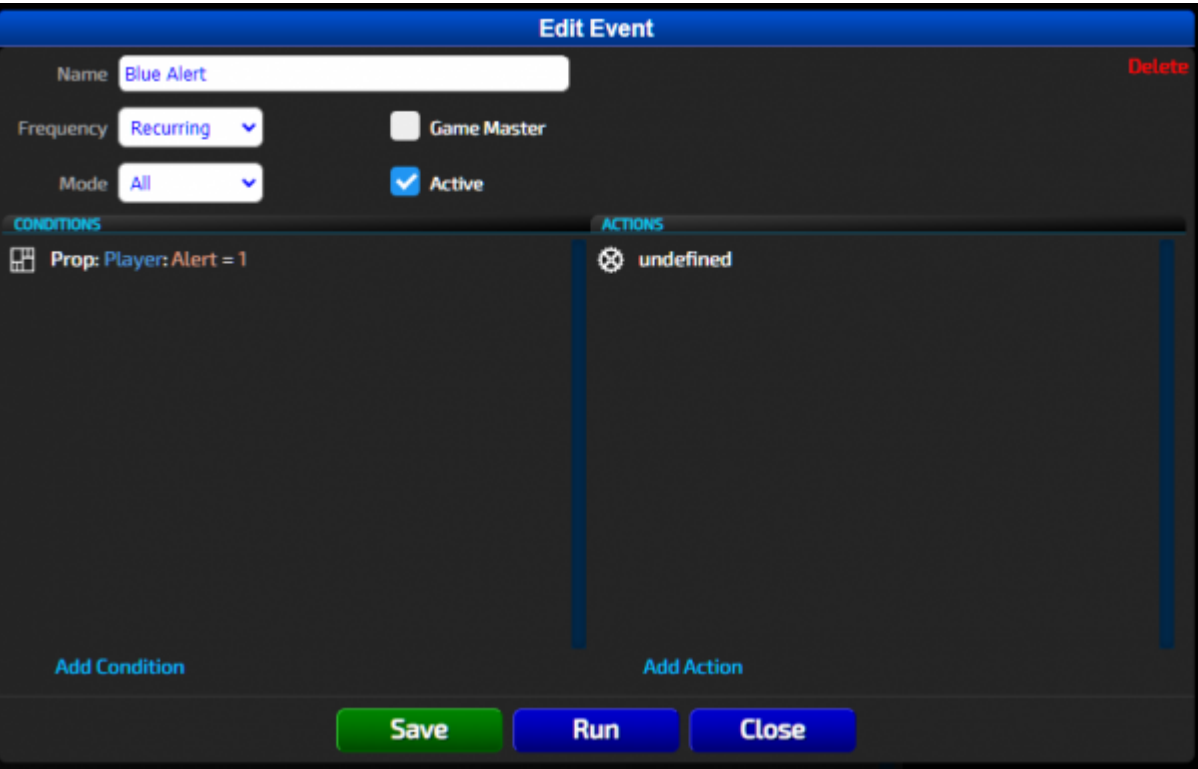 Edit Event
Name Blue Alert
Delete
Frequency Recurring Game Master
Mode All Active
CONDITIONS ACTIONS
Prop: Player: Alert = 1 undefined
Add Condition Add Action
Save Run Close